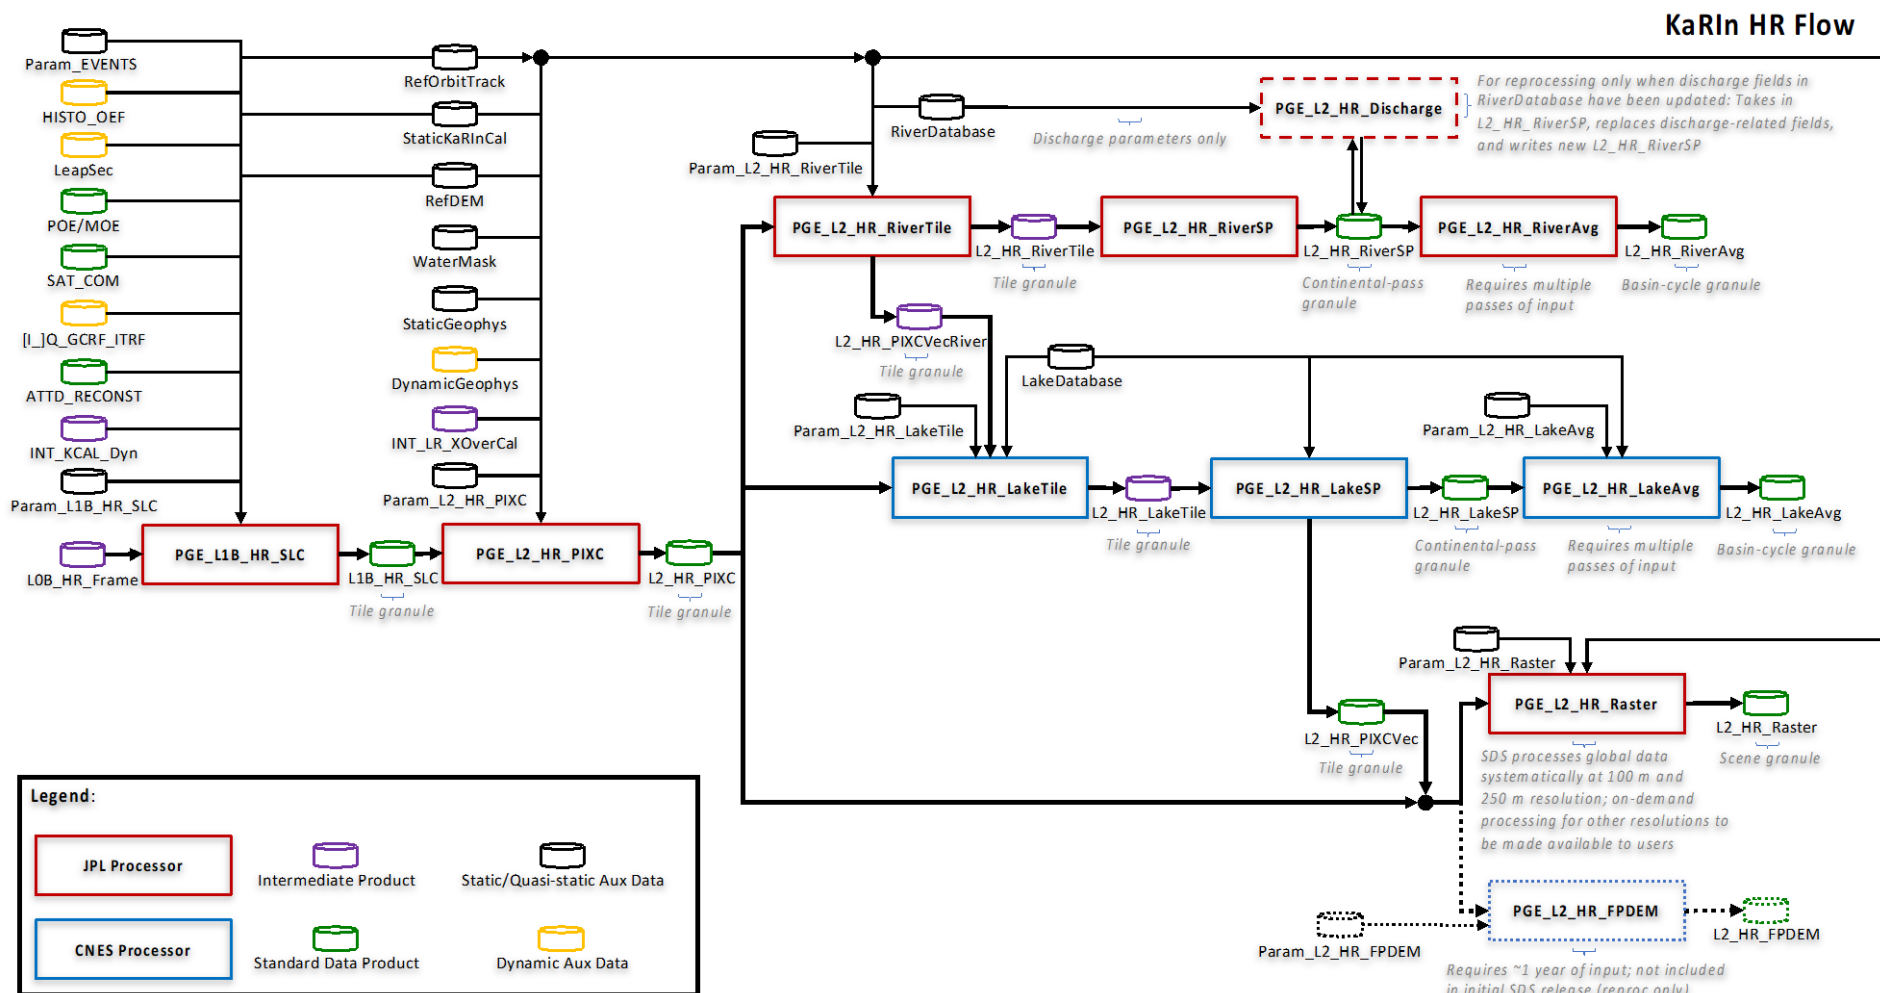 KaRIn HR Flow
Param_EVENTS
HISTO_OEF
LeapSec
POE/MOE
SAT_COM
[I_]Q_GCRF_ITRF
ATTD_RECONST
INT_KCAL_Dyn
Param_L1B_HR_SLC
L0B_HR_Frame
PGE_L1B_HR_SLC
L1B_HR_SLC
Tile granule
RefOrbitTrack
StaticKaRInCal
RefDEM
WaterMask
StaticGeophys
DynamicGeophys
INT_LR_XOverCal
Param_L2_HR_PIXC
PGE_L2_HR_PIXC
L2_HR_PIXC
Tile granule
RiverDatabase
Discharge parameters only
Param_L2_HR_RiverTile
PGE_L2_HR_Discharge
For reprocessing only when discharge fields in
RiverDatabase have been updated: Takes in
L2_HR_RiverSP, replaces discharge-related fields,
and writes new L2_HR_RiverSP
PGE_L2_HR_RiverTile
L2_HR_RiverTile
Tile granule
PGE_L2_HR_RiverSP
L2_HR_RiverSP
Continental-pass
granule
PGE_L2_HR_RiverAvg
Requires multiple
passes of input
L2_HR_RiverAvg
Basin-cycle granule
L2_HR_PIXCVecRiver
Tile granule
LakeDatabase
Param_L2_HR_LakeTile
Param_L2_HR_LakeAvg
PGE_L2_HR_LakeTile
L2_HR_LakeTile
Tile granule
PGE_L2_HR_LakeSP
L2_HR_LakeSP
Continental-pass
granule
PGE_L2_HR_LakeAvg
Requires multiple
passes of input
L2_HR_LakeAvg
Basin-cycle granule
Param_L2_HR_Raster
PGE_L2_HR_Raster
L2_HR_Raster
Scene granule
L2_HR_PIXCVec
Tile granule
SDS processes global data
systematically at 100 m and
250 m resolution; on-demand
processing for other resolutions to
be made available to users
PGE_L2_HR_FPDEM
L2_HR_FPDEM
Param_L2_HR_FPDEM
Requires ~1 year of input; not included
in initial SDS release (reproc only)
Legend:
JPL Processor
Intermediate Product
Static/Quasi-static Aux Data
CNES Processor
Standard Data Product
Dynamic Aux Data